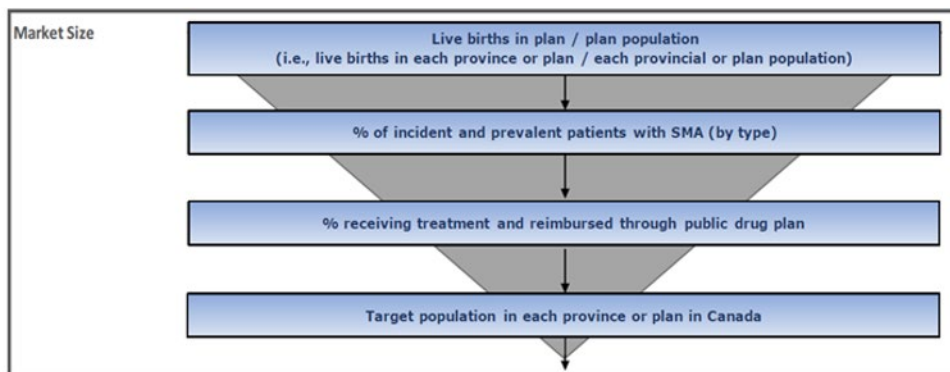 Market Size
Live births in plan / plan population
(i.e., live births in each province or plan / each provincial or plan population)
% of incident and prevalent patients with SMA (by type)
% receiving treatment and reimbursed through public drug plan
Target population in each province or plan in Canada